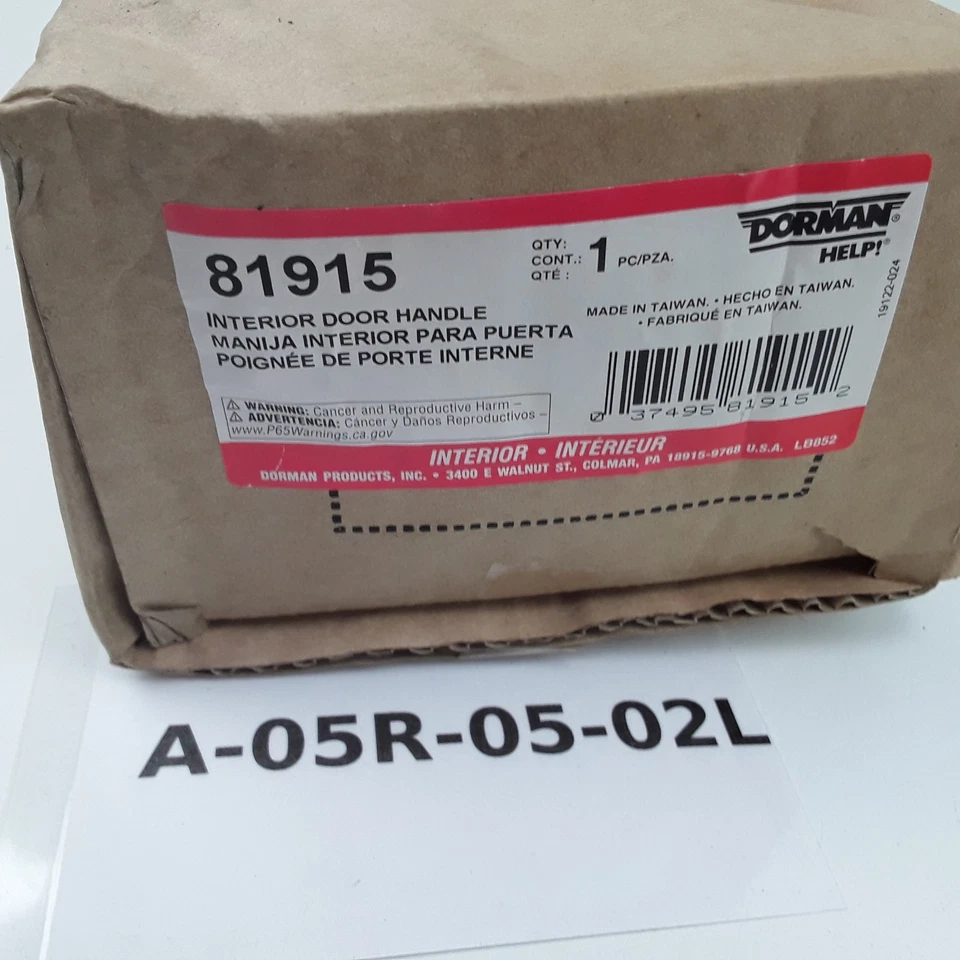 81915
QTY:
CONT.: 1 PC/PZA.
QTÉ :
DORMAN®
HELP!®
INTERIOR DOOR HANDLE
MANIJA INTERIOR PARA PUERTA
POIGNÉE DE PORTE INTERNE
MADE IN TAIWAN. • HECHO EN TAIWAN.
• FABRIQUÉ EN TAIWAN.
19122-024
⚠ WARNING: Cancer and Reproductive Harm –
⚠ ADVERTENCIA: Cáncer y Daños Reproductivos –
www.P65Warnings.ca.gov
0 37495 81915 2
INTERIOR • INTÉRIEUR
DORMAN PRODUCTS, INC. • 3400 E WALNUT ST., COLMAR, PA 18915-9768 U.S.A. LB852
A-05R-05-02L